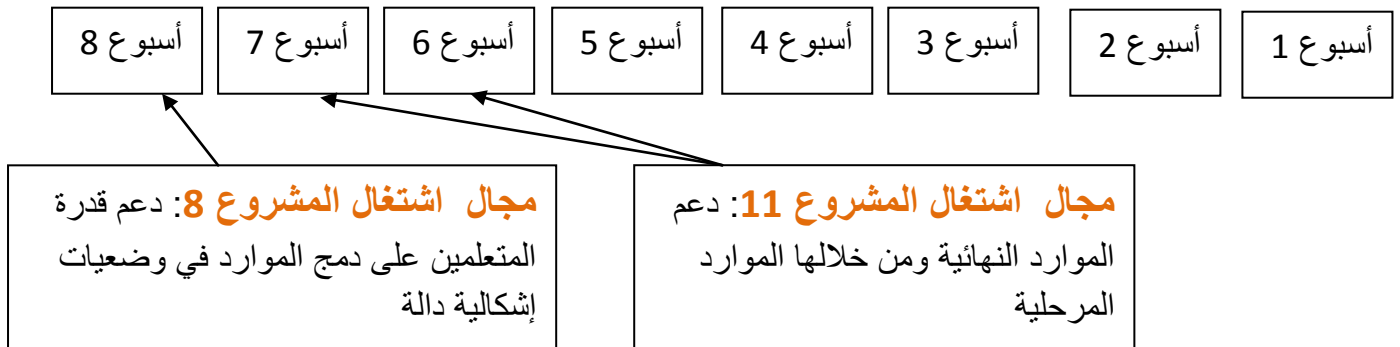 أسبوع 1
أسبوع 2
أسبوع 3
أسبوع 4
أسبوع 5
أسبوع 6
أسبوع 7
أسبوع 8
مجال اشتغال المشروع 11: دعم
الموارد النهائية ومن خلالها الموارد
المرحلية
مجال اشتغال المشروع 8: دعم قدرة
المتعلمين على دمج الموارد في وضعيات
إشكالية دالة